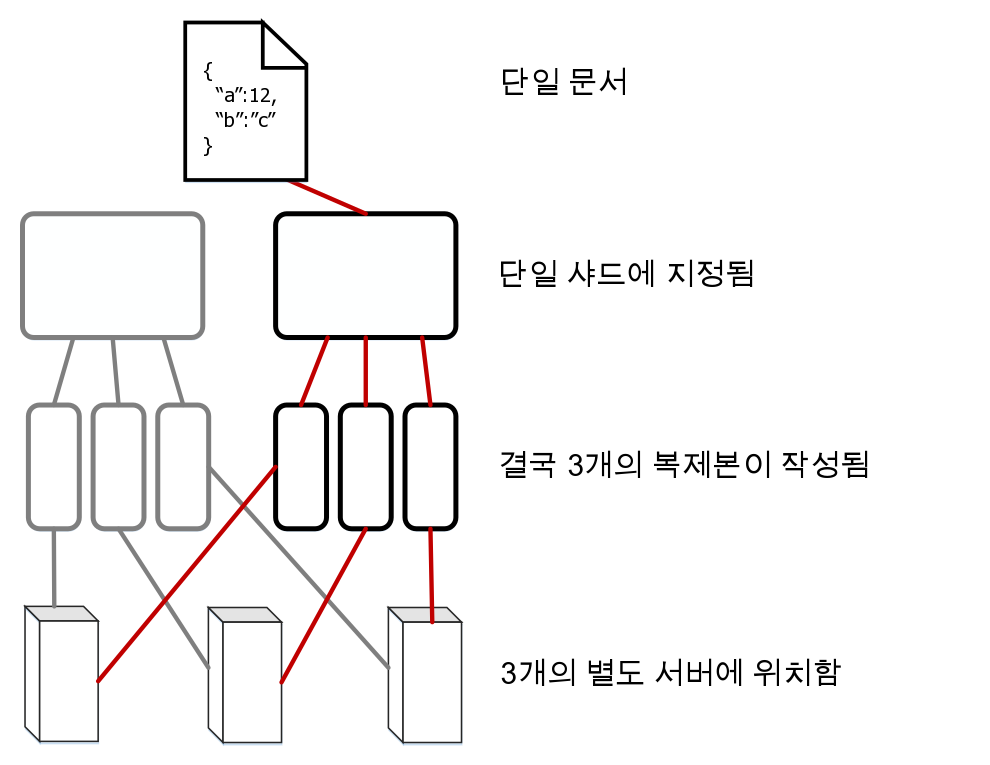 {
“a”:12,
“b”:”c”
}
단일 문서
단일 샤드에 지정됨
결국 3개의 복제본이 작성됨
3개의 별도 서버에 위치함